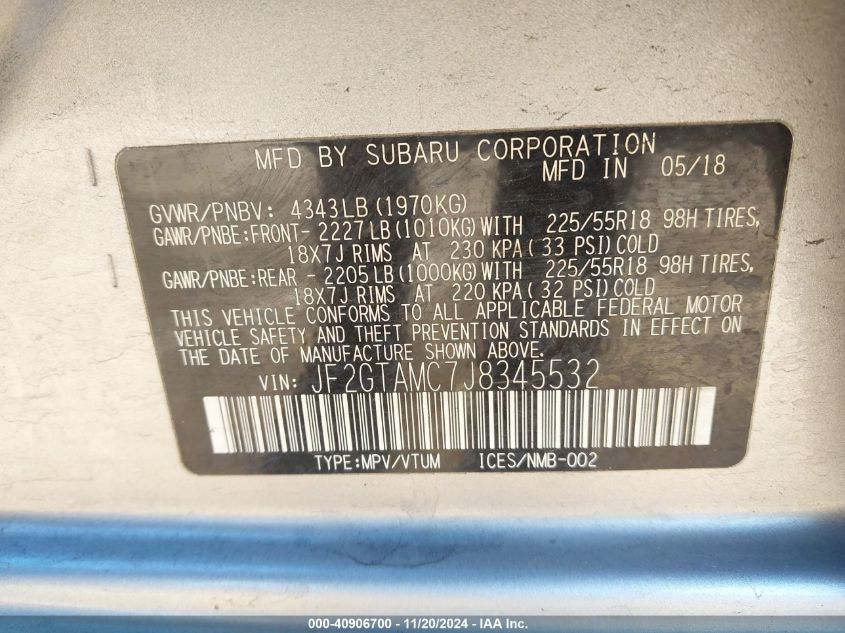 MFD BY SUBARU CORPORATION
MFD IN 05/18
GVWR/PNBV: 4343LB (1970KG)
GAWR/PNBE:FRONT- 2227LB (1010KG) WITH 225/55R18 98H TIRES,
18X7J RIMS AT 230 KPA (33 PSI) COLD
GAWR/PNBE:REAR - 2205LB (1000KG) WITH 225/55R18 98H TIRES,
18X7J RIMS AT 220 KPA (32 PSI) COLD
THIS VEHICLE CONFORMS TO ALL APPLICABLE FEDERAL MOTOR
VEHICLE SAFETY AND THEFT PREVENTION STANDARDS IN EFFECT ON
THE DATE OF MANUFACTURE SHOWN ABOVE.
VIN: JF2GTAMC7J8345532
TYPE:MPV/VTUM ICES/NMB-002
000-40906700 - 11/20/2024 - IAAI.com